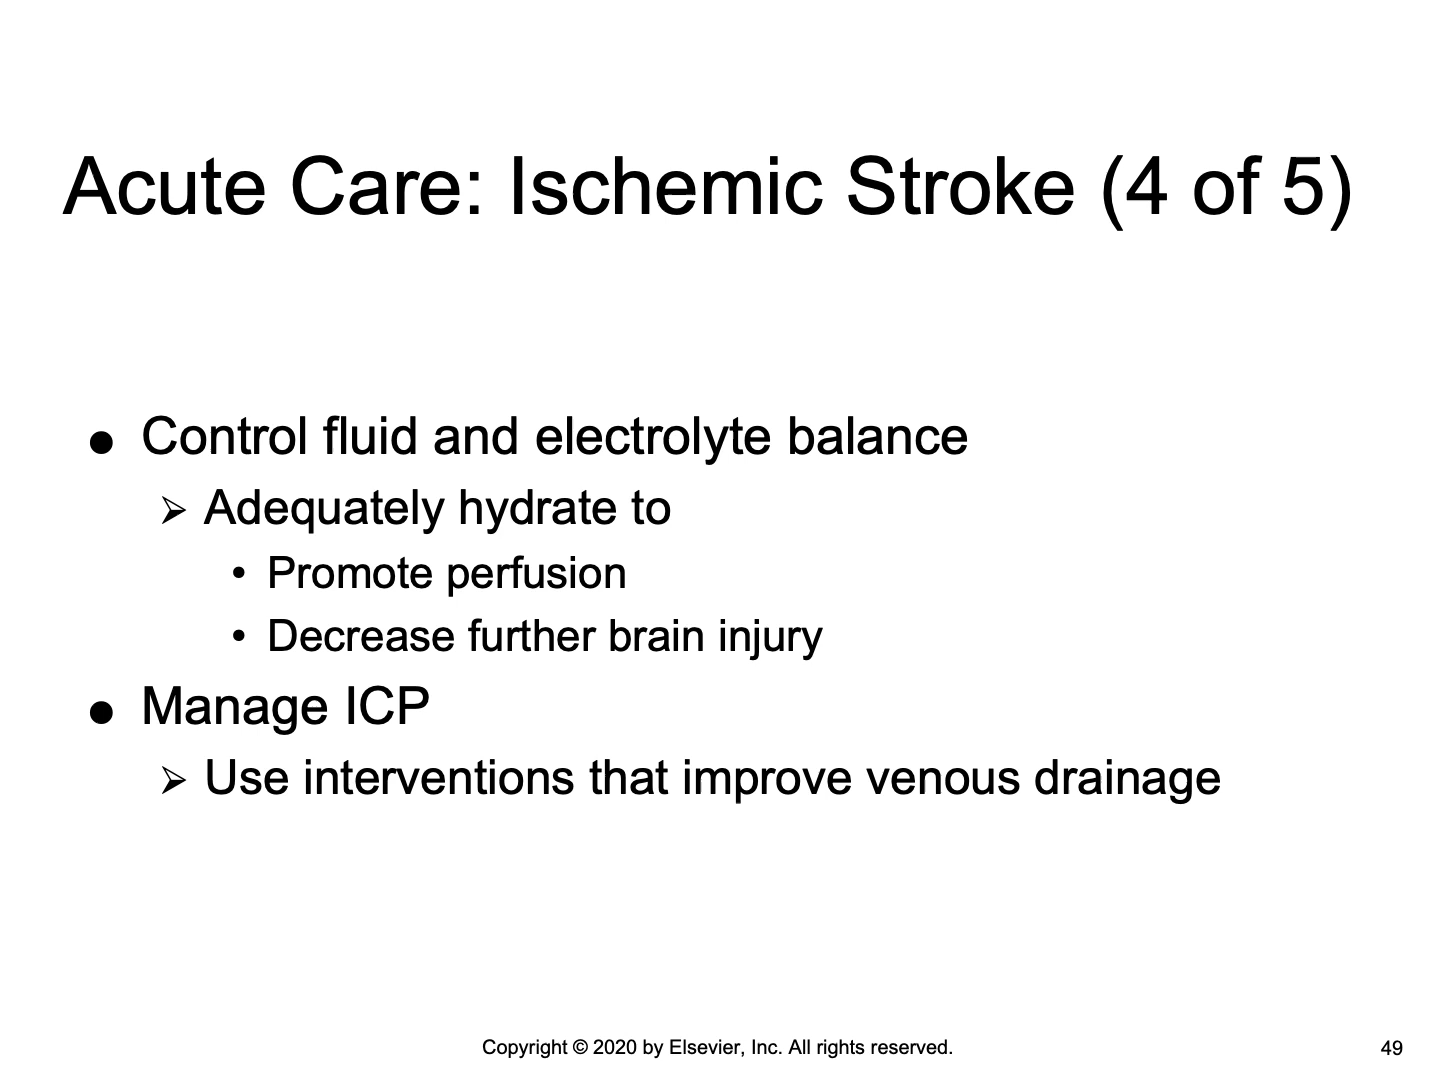 Acute Care: Ischemic Stroke (4 of 5)
● Control fluid and electrolyte balance
➢ Adequately hydrate to
• Promote perfusion
• Decrease further brain injury
● Manage ICP
➢ Use interventions that improve venous drainage
Copyright © 2020 by Elsevier, Inc. All rights reserved.
49